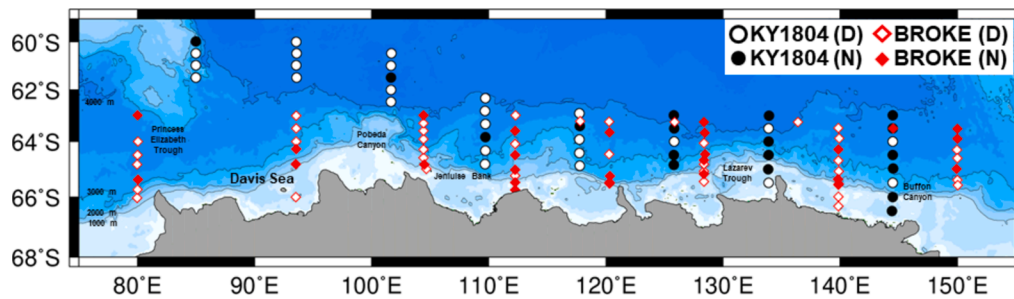 60°S
62°S
64°S
66°S
68°S
KY1804 (D) BROKE (D)
KY1804 (N) BROKE (N)
4000 m
Princess
Elizabeth
Trough
Pobeda
Canyon
Davis Sea
Jenluise Bank
Lazarev
Trough
Buffon
Canyon
3000 m
2000 m
1000 m
80°E 90°E 100°E 110°E 120°E 130°E 140°E 150°E